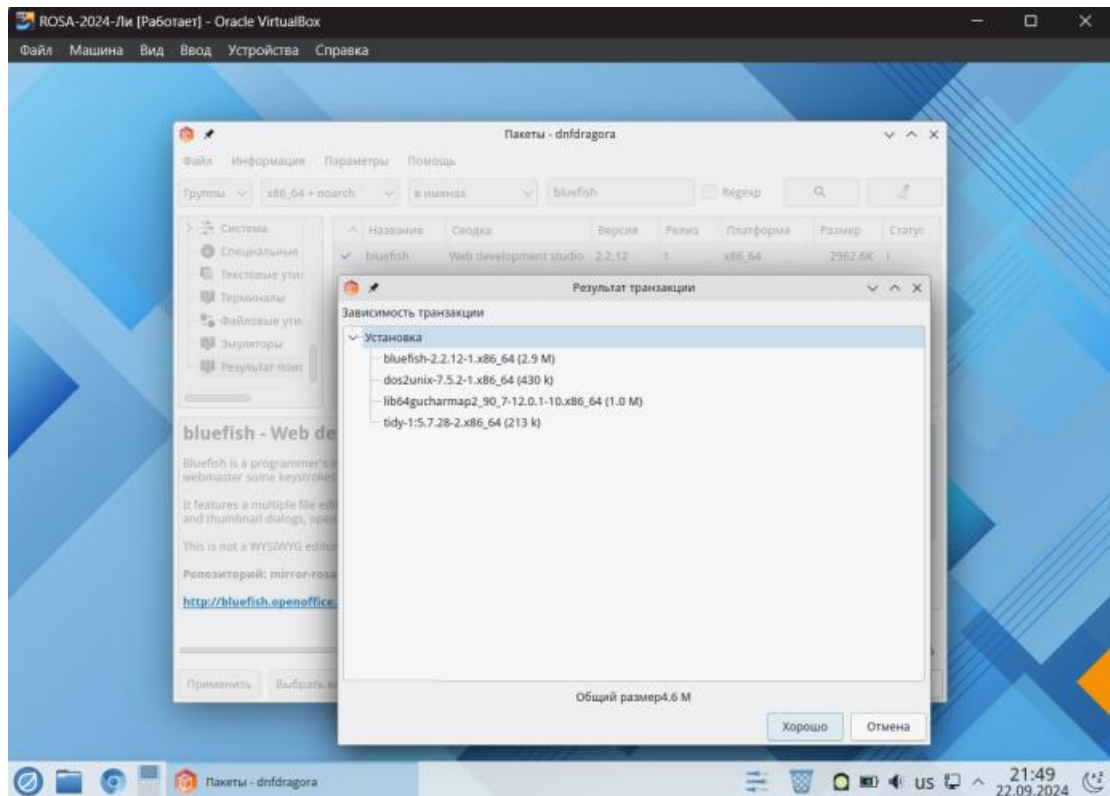 ROSA-2024-Ли [Работает] - Oracle VirtualBox
Файл Машина Вид Ввод Устройства Справка
Пакеты - dnfdragora
Файл Информация Параметры Помощь
Группы x86_64 + noarch в именах bluefish Regexp
Система
Название Сводка Версия Релиз Платформа Размер Статус
Специальные
bluefish Web development studio 2.2.12 1 x86_64 2962.6K
Текстовые ути
Терминалы
Файловые ути
Эмуляторы
Результат поис
Результат транзакции
Зависимость транзакции
Установка
bluefish-2.2.12-1.x86_64 (2.9 M)
dos2unix-7.5.2-1.x86_64 (430 k)
lib64gucharmap2_90_7-12.0.1-10.x86_64 (1.0 M)
tidy-1:5.7.28-2.x86_64 (213 k)
bluefish - Web de
Bluefish is a programmer's
webmaster some keystrokes
It features a multiple file edi
and thumbnail dialogs, open
This is not a WYSIWYG editor
Репозиторий: mirror-rosa
http://bluefish.openoffice.
Общий размер4.6 M
Применить Выбрать вс
Хорошо Отмена
Пакеты - dnfdragora
US
21:49
22.09.2024